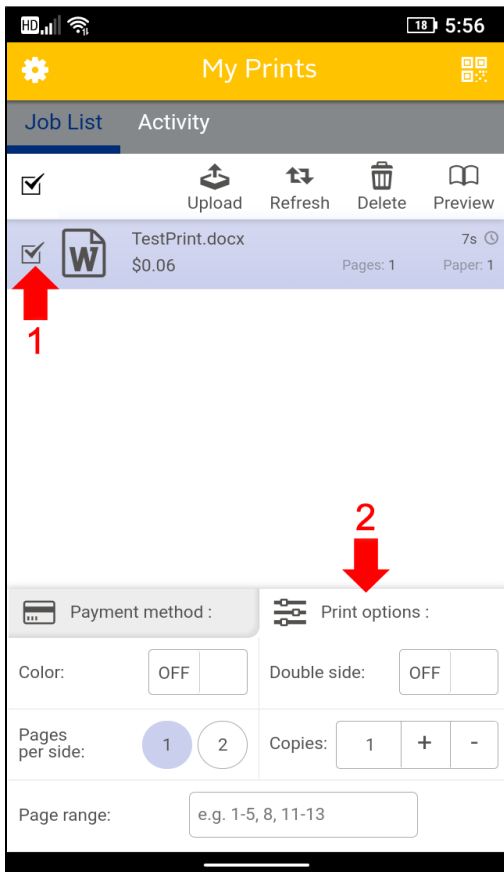 HD 18 5:56
My Prints
Job List Activity
Upload Refresh Delete Preview
TestPrint.docx 7s
$0.06 Pages: 1 Paper: 1
W
1
2
Payment method : Print options :
Color: OFF Double side: OFF
Pages
per side: 1 2 Copies: 1 + -
Page range: e.g. 1-5, 8, 11-13